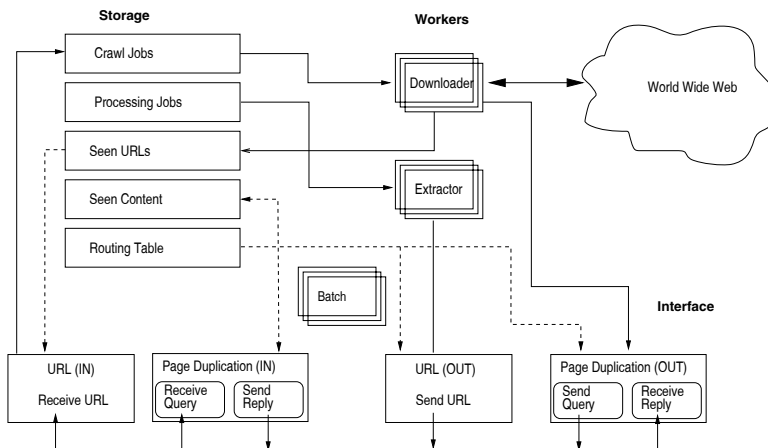 Storage
Workers
Crawl Jobs
Downloader
World Wide Web
Processing Jobs
Seen URLs
Seen Content
Extractor
Routing Table
Batch
Interface
URL (IN)
Receive URL
Page Duplication (IN)
Receive
Query
Send
Reply
URL (OUT)
Send URL
Page Duplication (OUT)
Send
Query
Receive
Reply